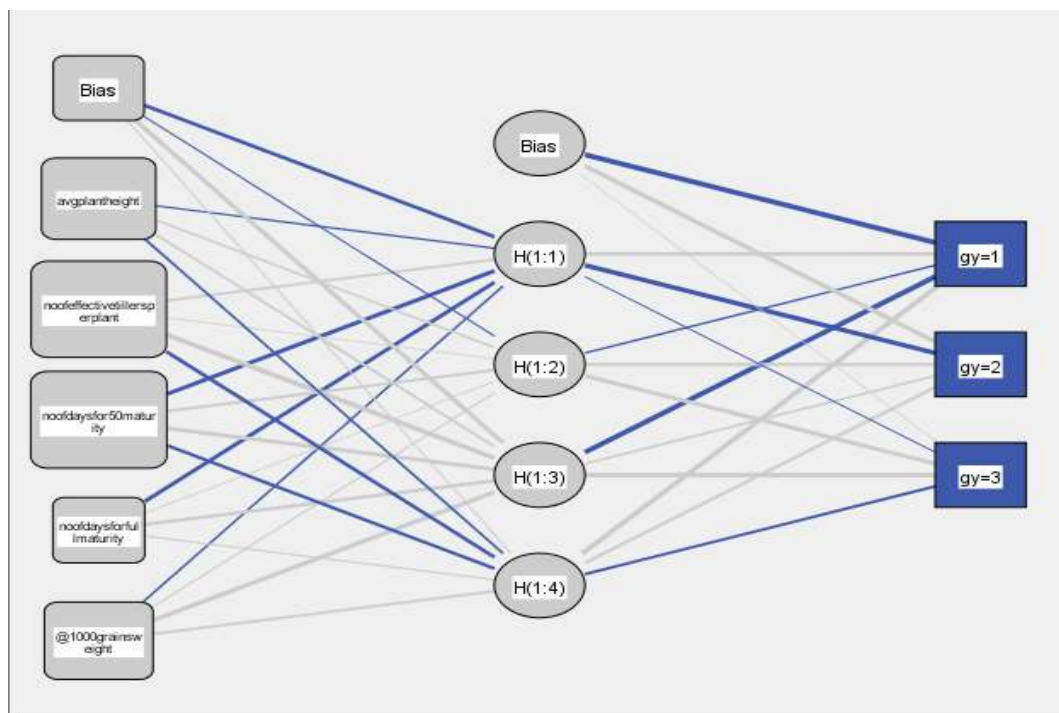 Bias
avgplantheight
noofeffectivetillersp
erplant
noofdaysfor50matur
ity
noofdaysforful
lmaturity
@1000grainsw
eight
Bias
H(1:1)
H(1:2)
H(1:3)
H(1:4)
gy=1
gy=2
gy=3